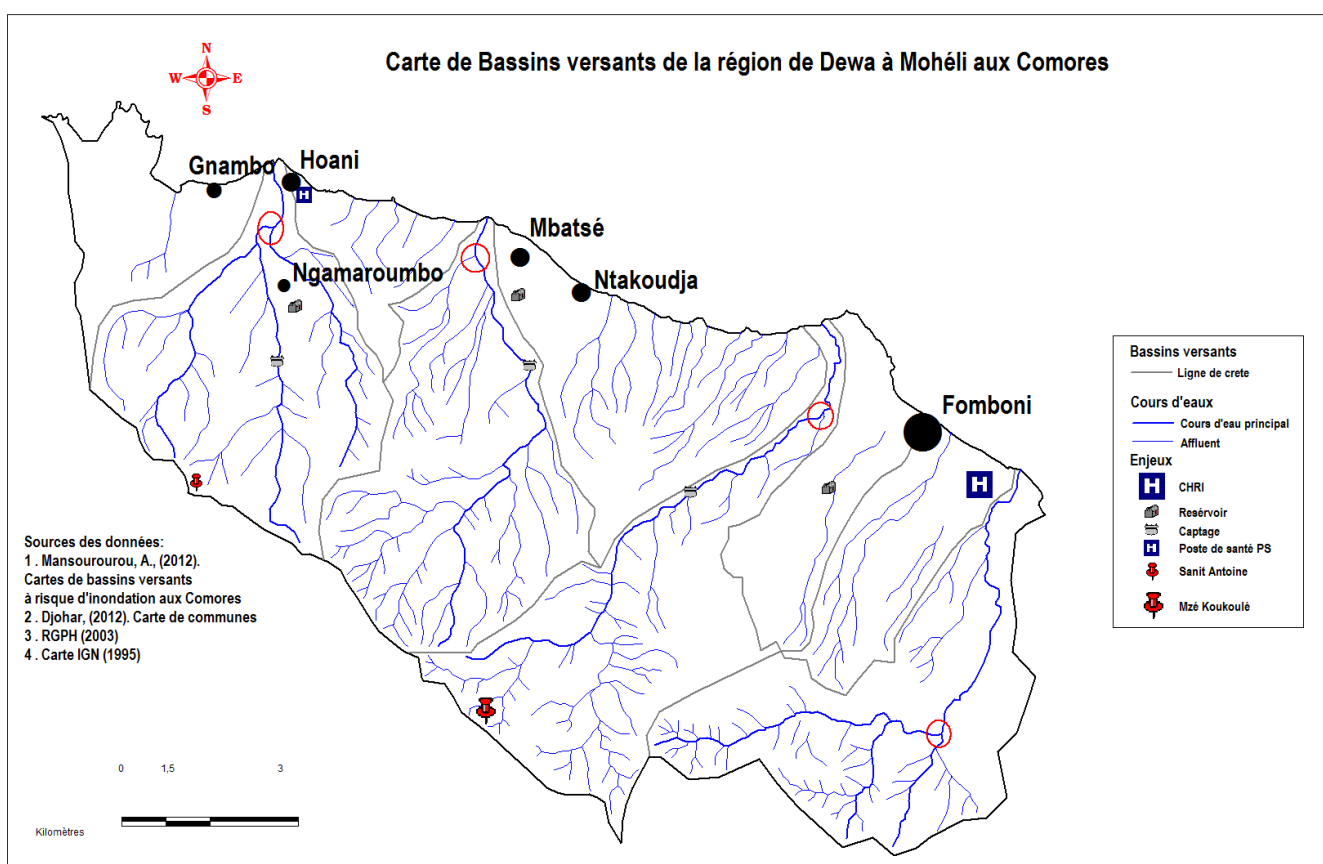 Carte de Bassins versants de la région de Dewa à Mohéli aux Comores
N
W E
S
Gnambo
Hoani
H
Mbatsé
Ngamaroumbo
Ntakoudja
Fomboni
H
Bassins versants
Ligne de crete
Cours d'eaux
Cours d'eau principal
Affluent
Enjeux
H CHRI
Resérvoir
Captage
H Poste de santé PS
Sanit Antoine
Mzé Koukoulé
Sources des données:
1 . Mansourourou, A., (2012).
Cartes de bassins versants
à risque d'inondation aux Comores
2 . Djohar, (2012). Carte de communes
3 . RGPH (2003)
4 . Carte IGN (1995)
0 1,5 3
Kilomètres